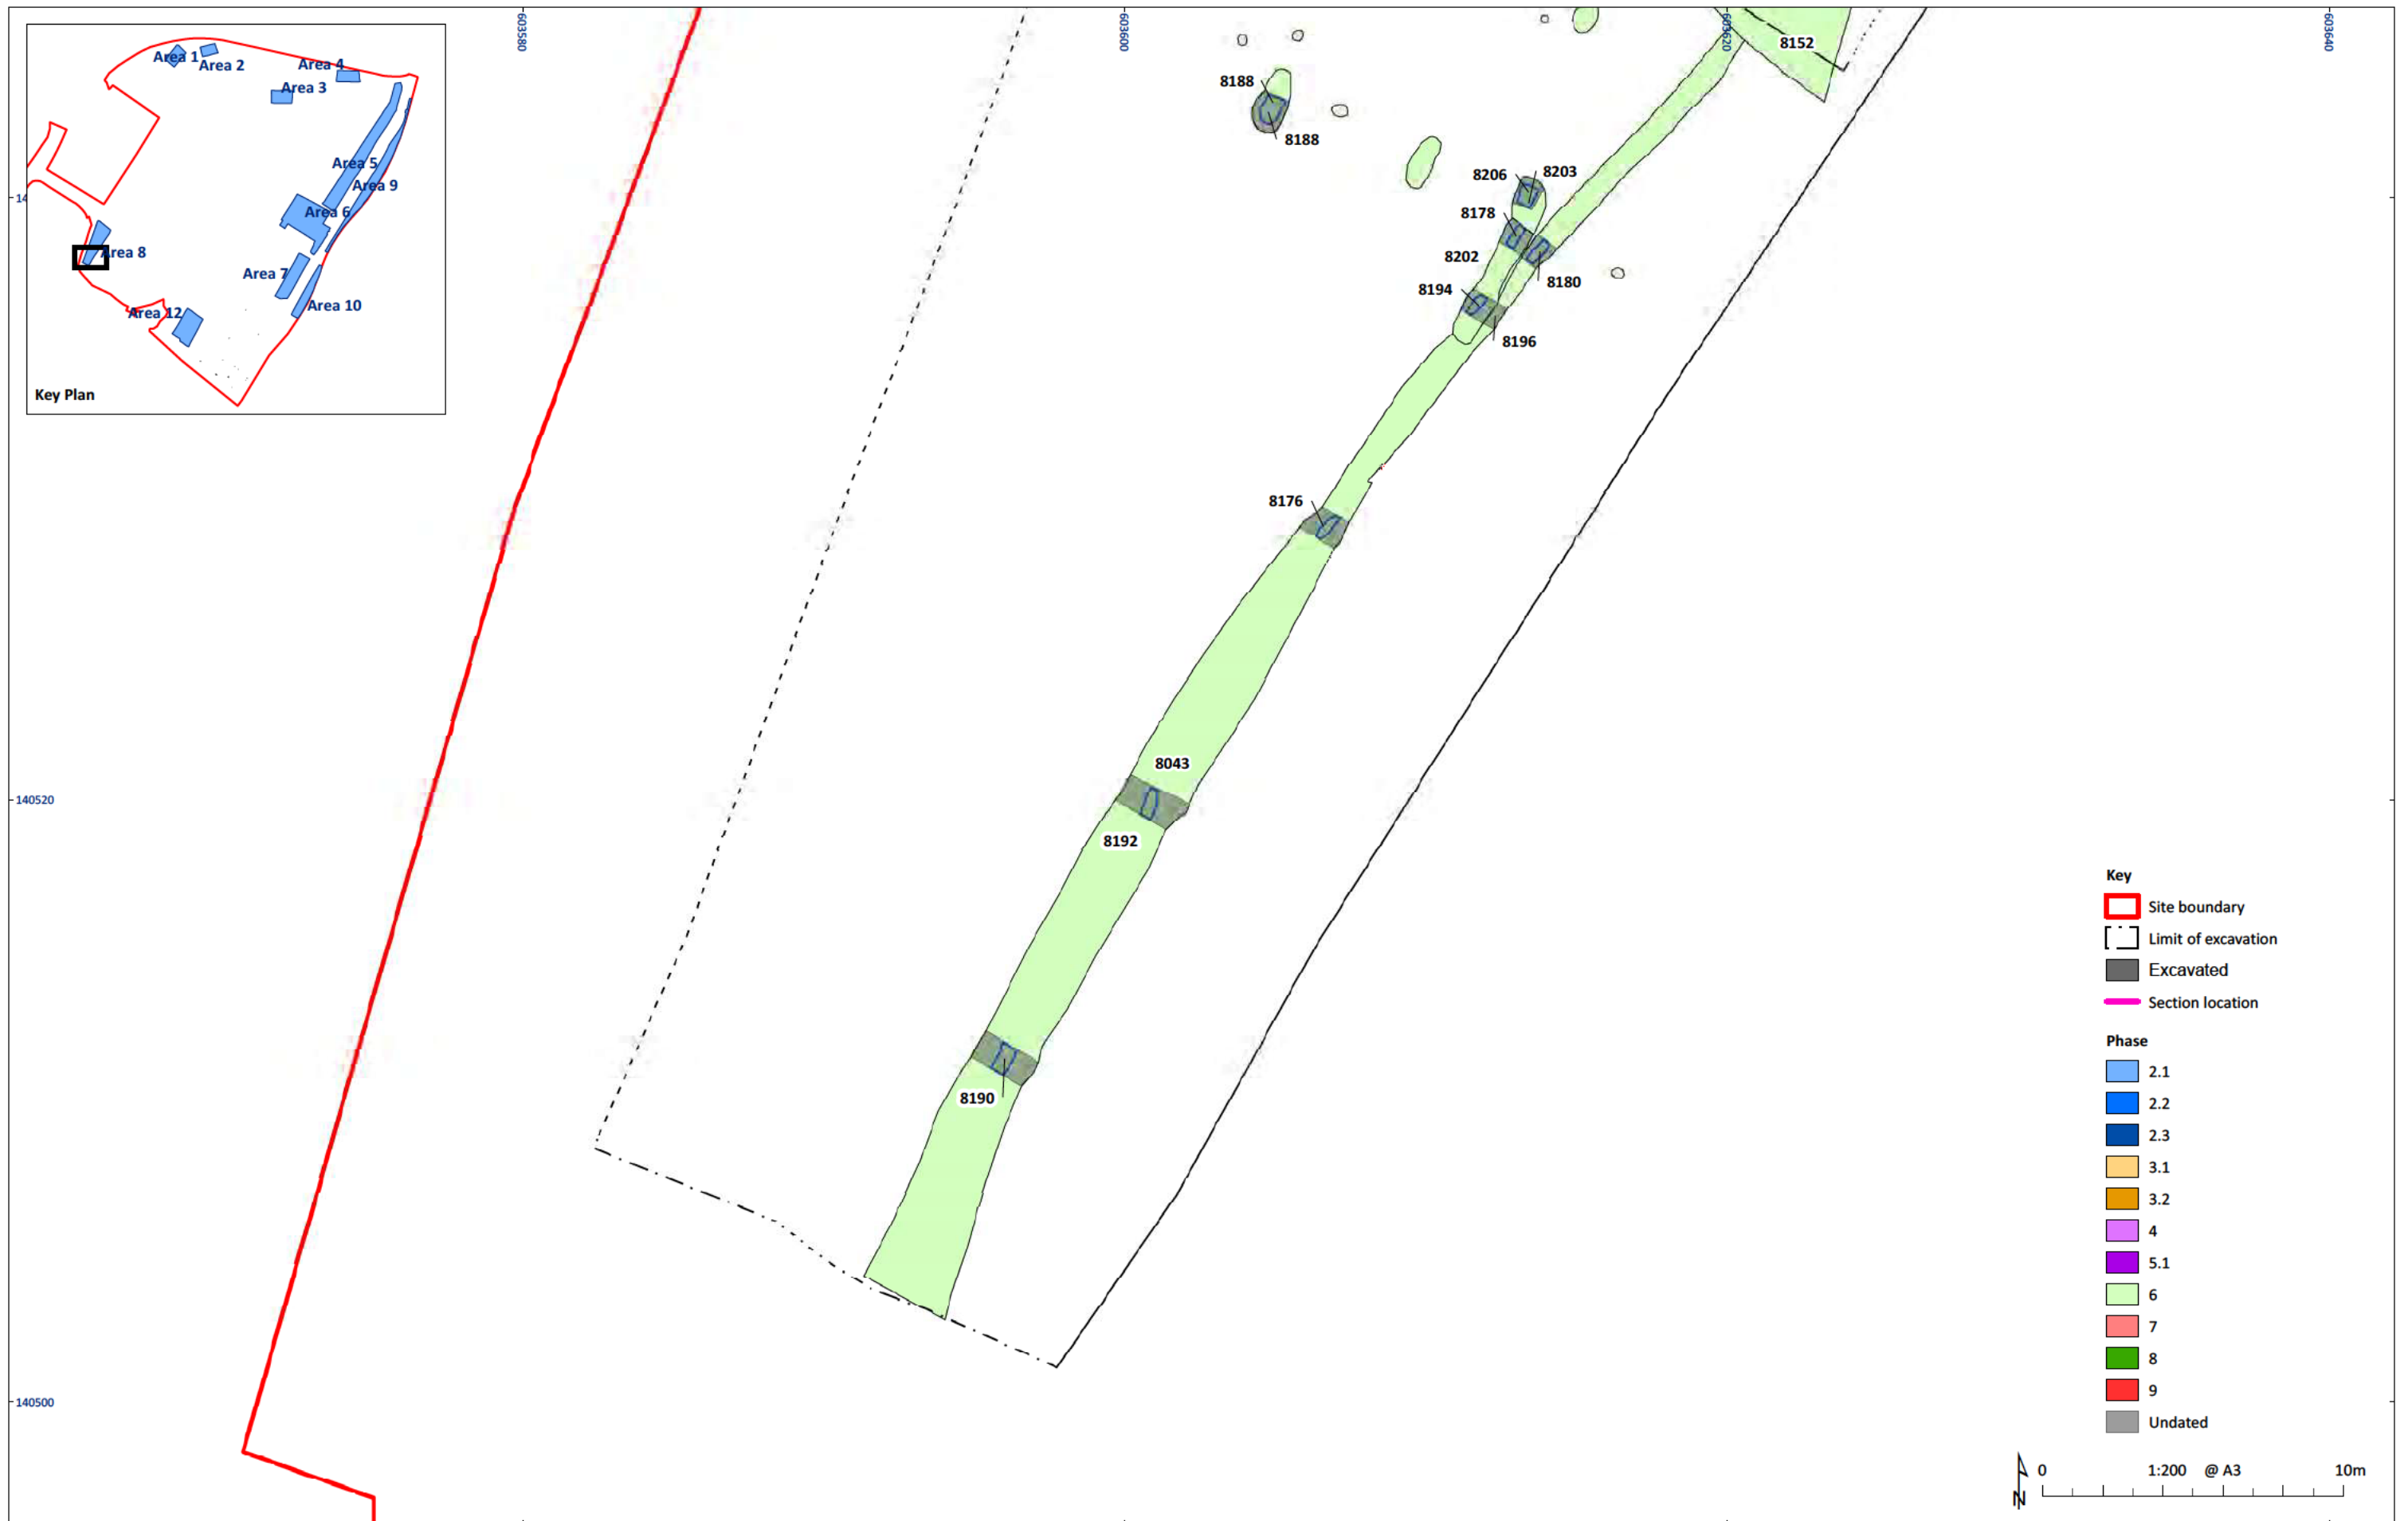 Area 1
Area 2
Area 3
Area 4
Area 5
Area 9
Area 6
Area 8
Area 7
Area 10
Area 12
Key Plan
603580
603600
603620
603640
14
140520
140500
8152
8188
8188
8206
8203
8178
8202
8180
8194
8196
8176
8043
8192
8190
Key
Site boundary
Limit of excavation
Excavated
Section location
Phase
2.1
2.2
2.3
3.1
3.2
4
5.1
6
7
8
9
Undated
N
0 1:200 @ A3 10m